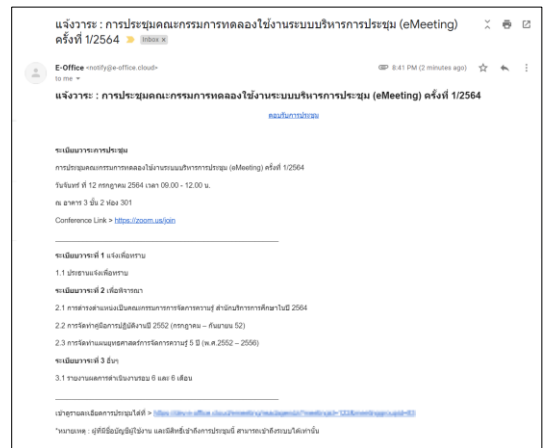 แจ้งวาระ : การประชุมคณะกรรมการทดลองใช้งานระบบบริหารการประชุม (eMeeting)
ครั้งที่ 1/2564 Inbox x
E-Office <notify@e-office.cloud>
8:41 PM (2 minutes ago)
to me
แจ้งวาระ : การประชุมคณะกรรมการทดลองใช้งานระบบบริหารการประชุม (eMeeting) ครั้งที่ 1/2564
ตอบรับการประชุม
ระเบียบวาระการประชุม
การประชุมคณะกรรมการทดลองใช้งานระบบบริหารการประชุม (eMeeting) ครั้งที่ 1/2564
วันจันทร์ ที่ 12 กรกฎาคม 2564 เวลา 09.00 - 12.00 น.
ณ อาคาร 3 ชั้น 2 ห้อง 301
Conference Link > https://zoom.us/join
ระเบียบวาระที่ 1 แจ้งเพื่อทราบ
1.1 ประธานแจ้งเพื่อทราบ
ระเบียบวาระที่ 2 เพื่อพิจารณา
2.1 การดำรงตำแหน่งเป็นคณะกรรมการการจัดการความรู้ สำนักบริการการศึกษาในปี 2564
2.2 การจัดทำคู่มือการปฏิบัติงานปี 2552 (กรกฎาคม – กันยายน 52)
2.3 การจัดทำแผนยุทธศาสตร์การจัดการความรู้ 5 ปี (พ.ศ.2552 – 2556)
ระเบียบวาระที่ 3 อื่นๆ
3.1 รายงานผลการดำเนินงานรอบ 6 และ 6 เดือน
เข้าดูรายละเอียดการประชุมได้ที่ >
*หมายเหตุ : ผู้ที่มีชื่อบัญชีผู้ใช้งาน และมีสิทธิ์เข้าถึงการประชุมนี้ สามารถเข้าถึงระบบได้เท่านั้น